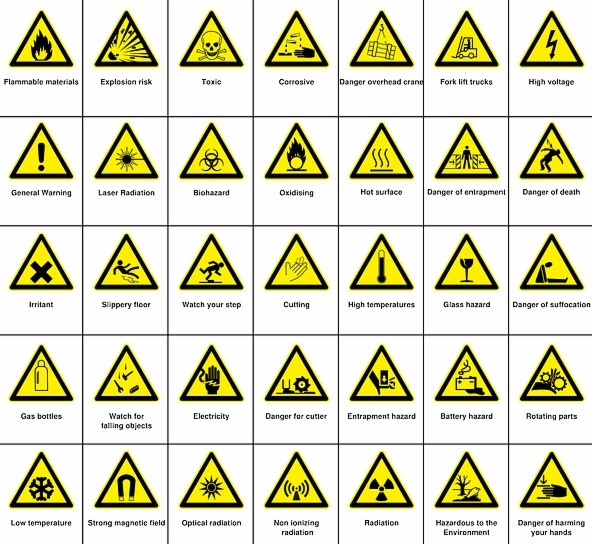 Flammable materials
Explosion risk
Toxic
Corrosive
Danger overhead crane
Fork lift trucks
High voltage
General Warning
Laser Radiation
Biohazard
Oxidising
Hot surface
Danger of entrapment
Danger of death
Irritant
Slippery floor
Watch your step
Cutting
High temperatures
Glass hazard
Danger of suffocation
Gas bottles
Watch for
falling objects
Electricity
Danger for cutter
Entrapment hazard
Battery hazard
Rotating parts
Low temperature
Strong magnetic field
Optical radiation
Non ionizing
radiation
Radiation
Hazardous to the
Environment
Danger of harming
your hands